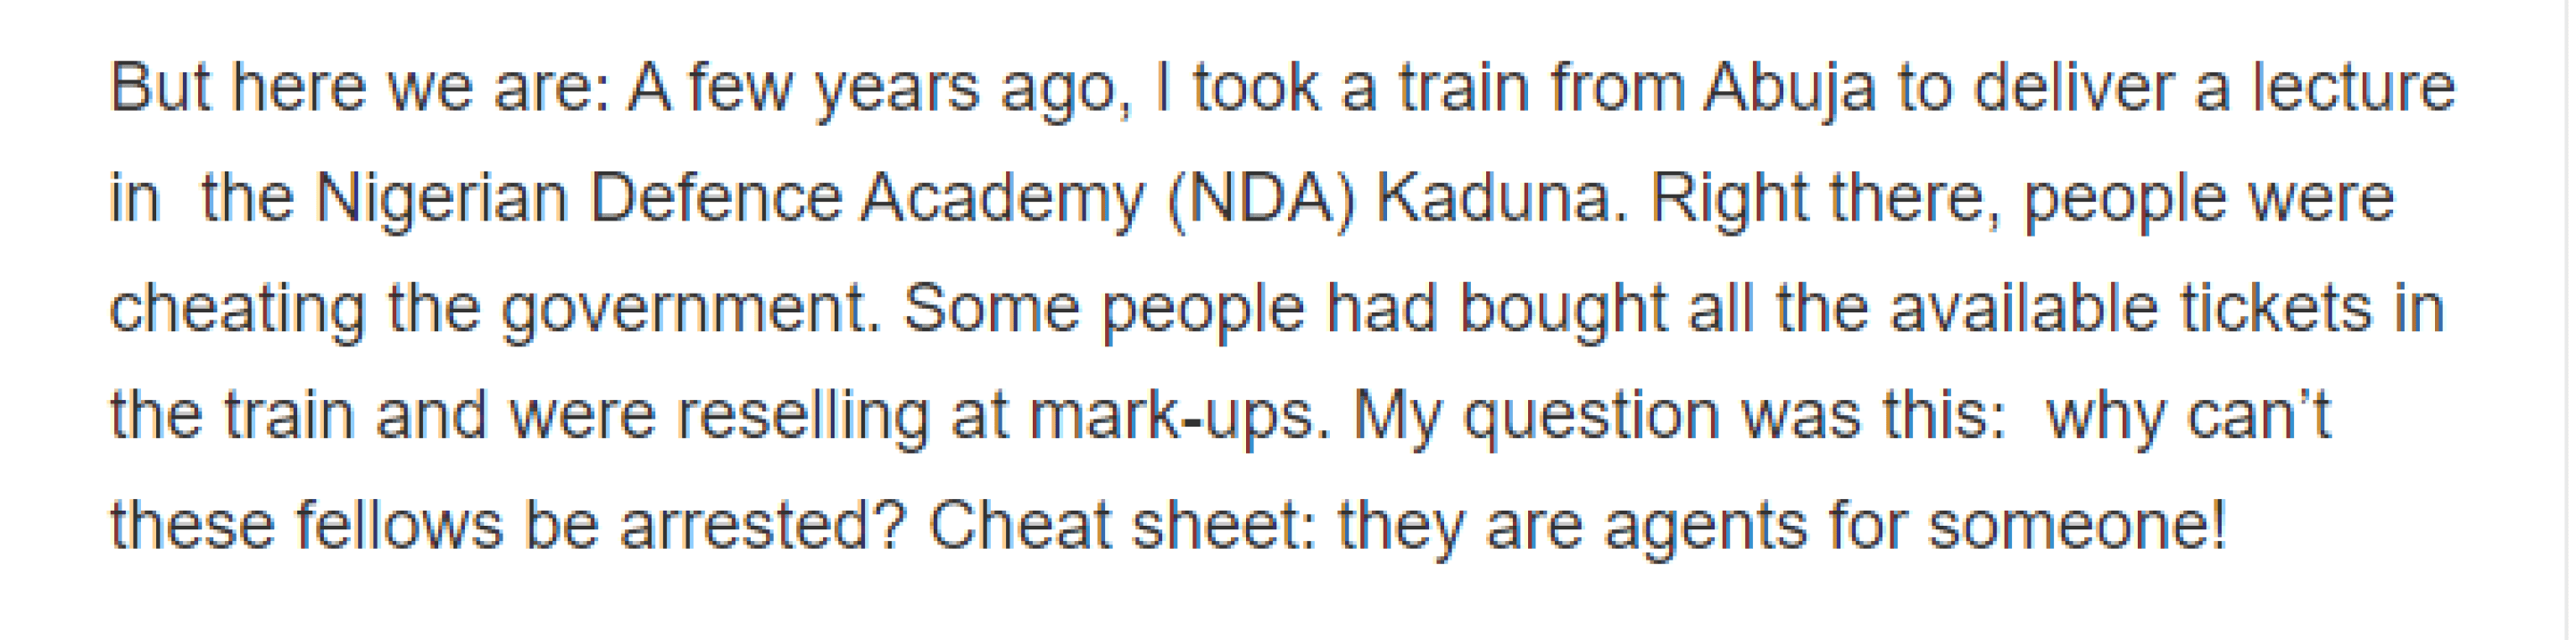 But here we are: A few years ago, I took a train from Abuja to deliver a lecture
in  the Nigerian Defence Academy (NDA) Kaduna. Right there, people were
cheating the government. Some people had bought all the available tickets in
the train and were reselling at mark-ups. My question was this:  why can’t
these fellows be arrested? Cheat sheet: they are agents for someone!